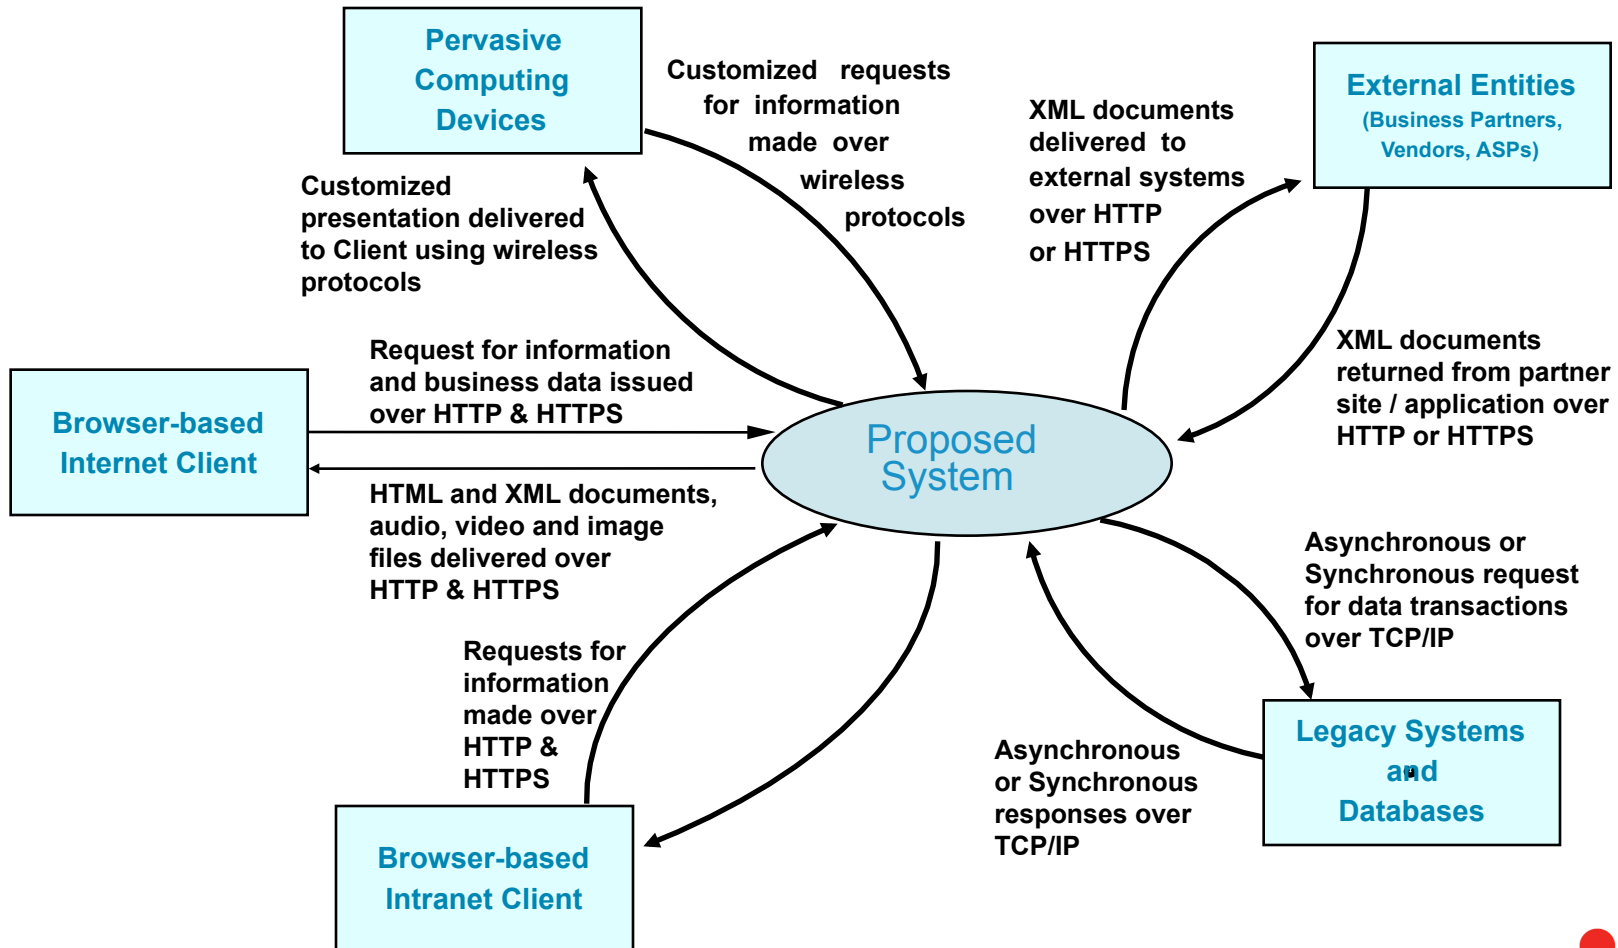 Pervasive
Computing
Devices
Customized requests
for information
made over
wireless
protocols
XML documents
delivered to
external systems
over HTTP
or HTTPS
External Entities
(Business Partners,
Vendors, ASPs)
Customized
presentation delivered
to Client using wireless
protocols
Request for information
and business data issued
over HTTP & HTTPS
XML documents
returned from partner
site / application over
HTTP or HTTPS
Browser-based
Internet Client
Proposed
System
HTML and XML documents,
audio, video and image
files delivered over
HTTP & HTTPS
Asynchronous or
Synchronous request
for data transactions
over TCP/IP
Requests for
information
made over
HTTP &
HTTPS
Asynchronous
or Synchronous
responses over
TCP/IP
Legacy Systems
and
Databases
Browser-based
Intranet Client